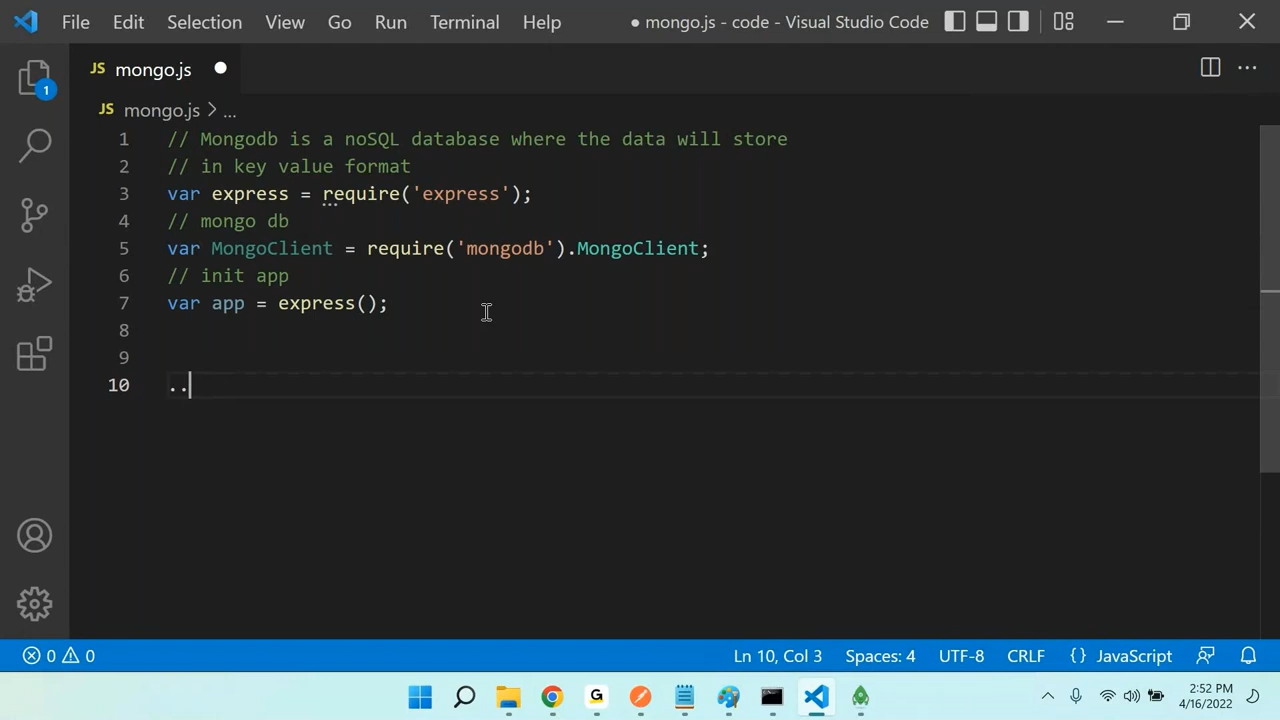 File Edit Selection View Go Run Terminal Help ● mongo.js - code - Visual Studio Code
JS mongo.js ●
JS mongo.js > ...
1 // Mongodb is a noSQL database where the data will store
2 // in key value format
3 var express = require('express');
4 // mongo db
5 var MongoClient = require('mongodb').MongoClient;
6 // init app
7 var app = express();
8
9
10 ..
1
0 0 Ln 10, Col 3 Spaces: 4 UTF-8 CRLF {} JavaScript
G 2:52 PM
4/16/2022